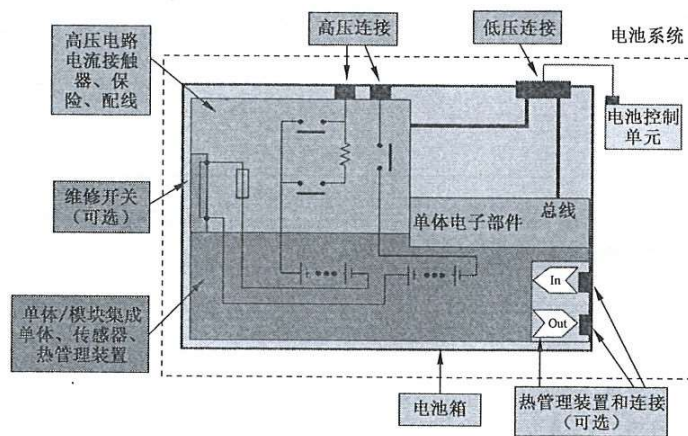 高压电路
电流接触
器、保
险、配线
高压连接
低压连接
电池系统
电池控制
单元
维修开关
(可选)
单体电子部件
总线
In
Out
单体/模块集成
单体、传感器、
热管理装置
电池箱
热管理装置和连接
(可选)